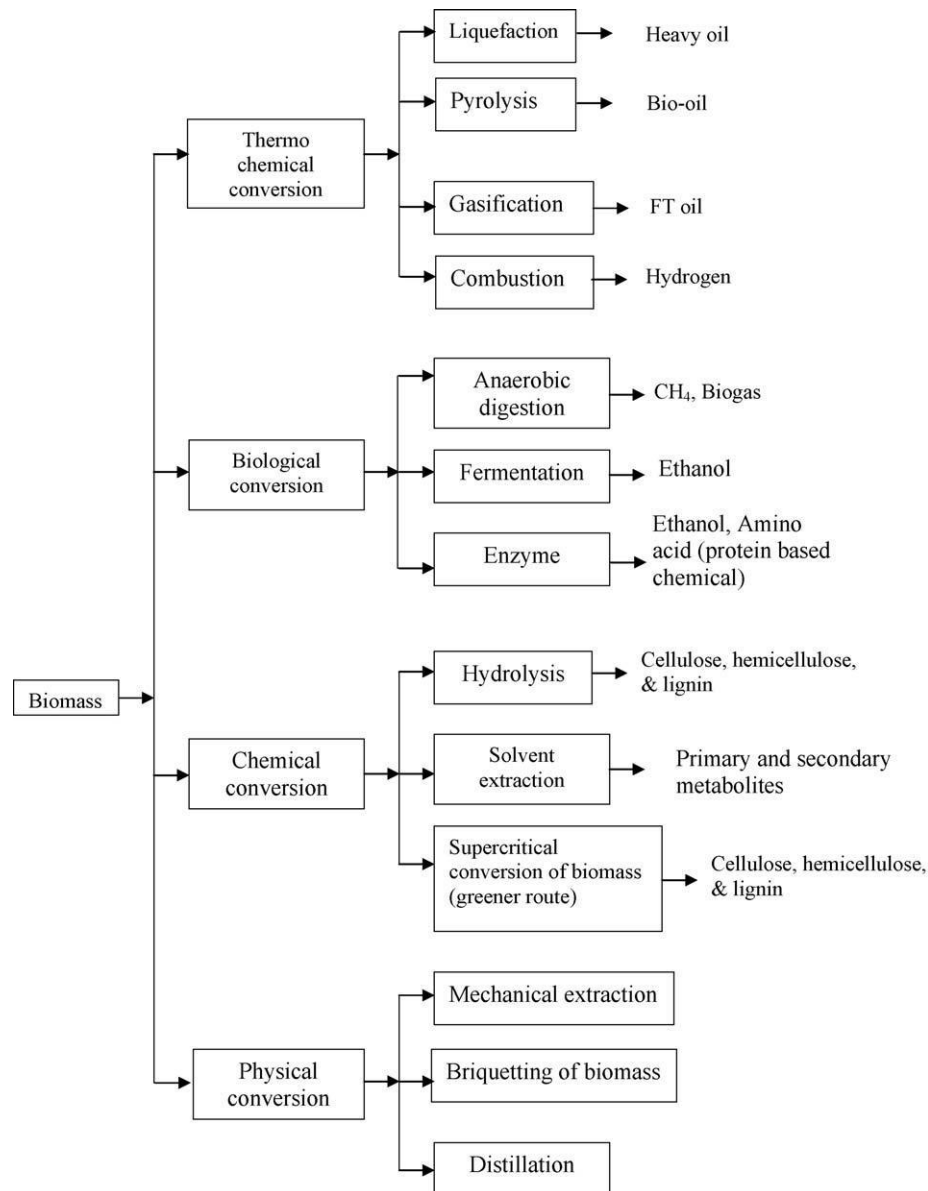 Liquefaction
Heavy oil
Pyrolysis
Bio-oil
Thermo
chemical
conversion
Gasification
FT oil
Combustion
Hydrogen
Anaerobic
digestion
CH₄, Biogas
Biological
conversion
Fermentation
Ethanol
Enzyme
Ethanol, Amino
acid (protein based
chemical)
Hydrolysis
Cellulose, hemicellulose,
& lignin
Biomass
Chemical
conversion
Solvent
extraction
Primary and secondary
metabolites
Supercritical
conversion of biomass
(greener route)
Cellulose, hemicellulose,
& lignin
Mechanical extraction
Physical
conversion
Briquetting of biomass
Distillation